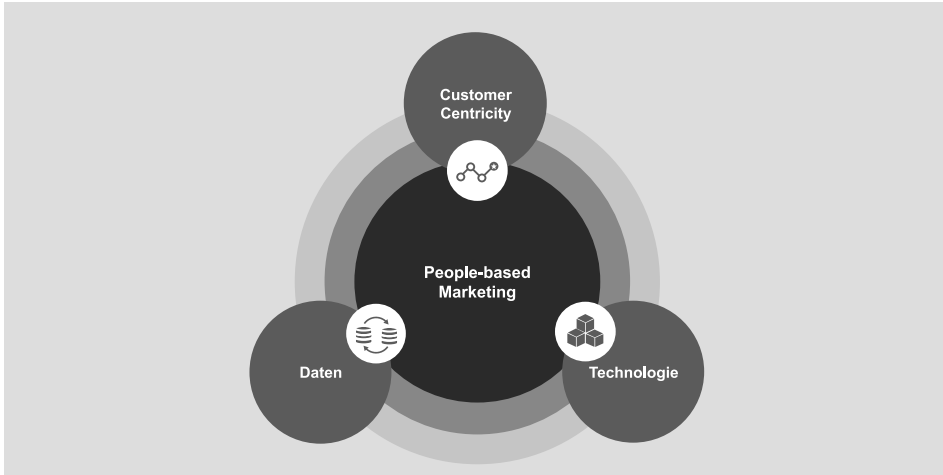 Customer
Centricity
People-based
Marketing
Daten
Technologie